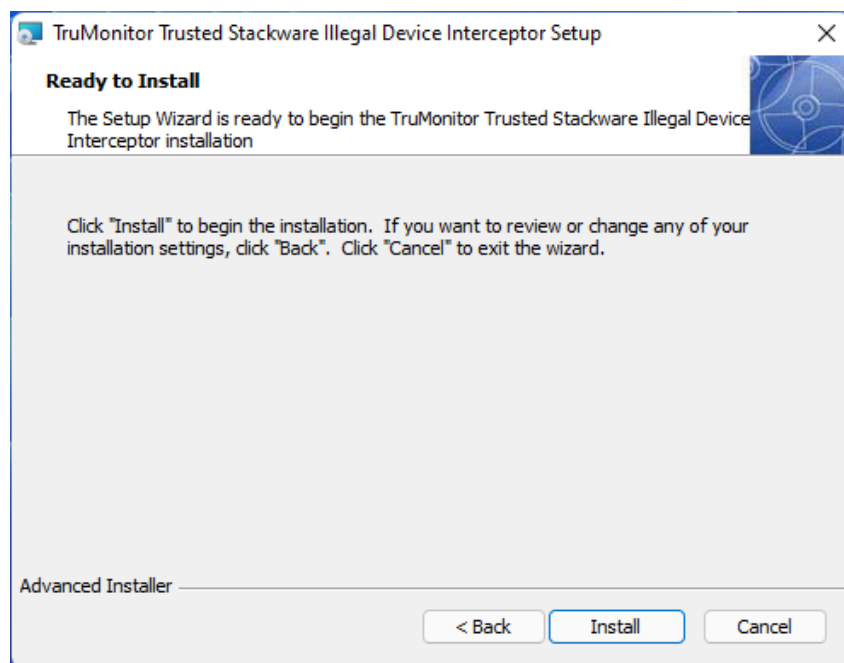 TruMonitor Trusted Stackware Illegal Device Interceptor Setup
Ready to Install
The Setup Wizard is ready to begin the TruMonitor Trusted Stackware Illegal Device
Interceptor installation
Click "Install" to begin the installation. If you want to review or change any of your
installation settings, click "Back". Click "Cancel" to exit the wizard.
Advanced Installer
< Back Install Cancel